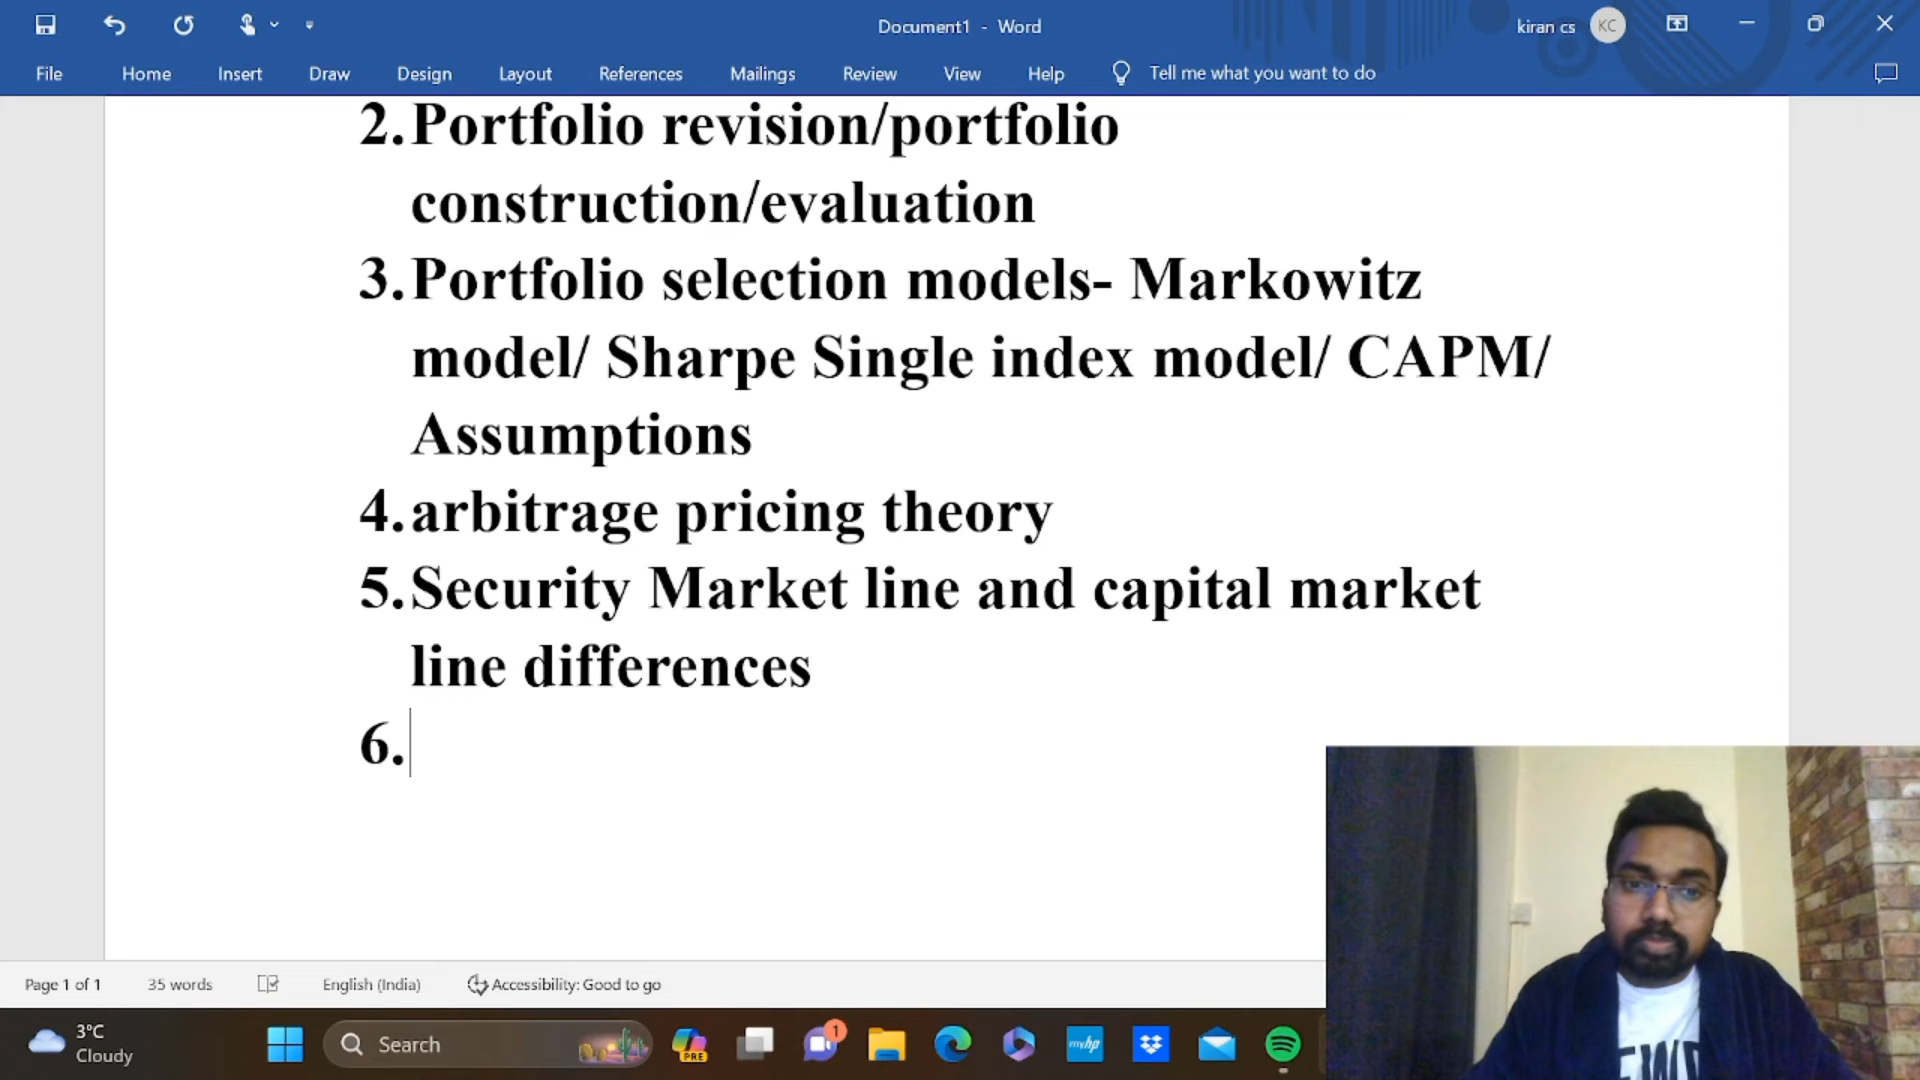 Document1 - Word
kiran cs
KC
File
Home
Insert
Draw
Design
Layout
References
Mailings
Review
View
Help
Tell me what you want to do
2.Portfolio revision/portfolio
construction/evaluation
3.Portfolio selection models- Markowitz
model/ Sharpe Single index model/ CAPM/
Assumptions
4.arbitrage pricing theory
5.Security Market line and capital market
line differences
6.
Page 1 of 1
35 words
English (India)
Accessibility: Good to go
3°C
Cloudy
Search
PRE
1
myhp